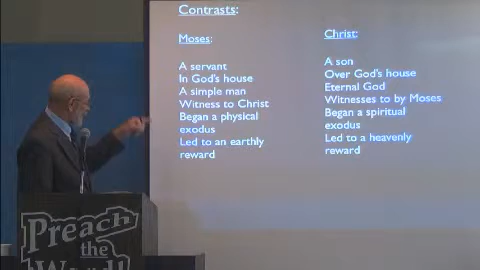 Contrasts:
Moses:
A servant
In God's house
A simple man
Witness to Christ
Began a physical
exodus
Led to an earthly
reward
Christ:
A son
Over God's house
Eternal God
Witnesses to by Moses
Began a spiritual
exodus
Led to a heavenly
reward
Preach
the
Word!